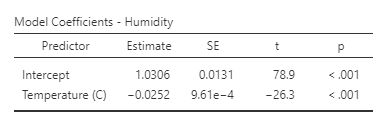 Model Coefficients - Humidity
Predictor Estimate SE t p
Intercept 1.0306 0.0131 78.9 < .001
Temperature (C) −0.0252 9.61e−4 −26.3 < .001